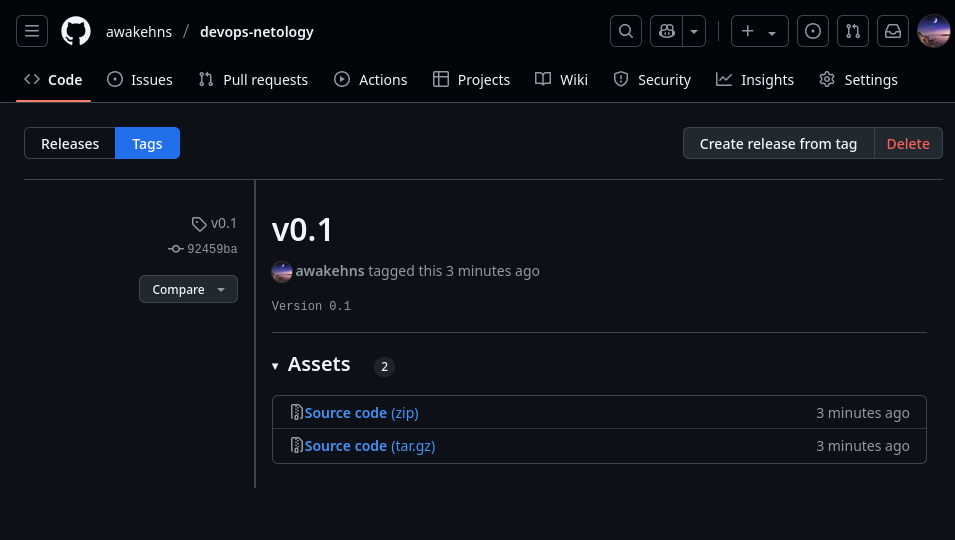 awakehns / devops-netology
Code Issues Pull requests Actions Projects Wiki Security Insights Settings
Releases Tags Create release from tag Delete
v0.1
92459ba
Compare
v0.1
awakehns tagged this 3 minutes ago
Version 0.1
Assets 2
Source code (zip) 3 minutes ago
Source code (tar.gz) 3 minutes ago